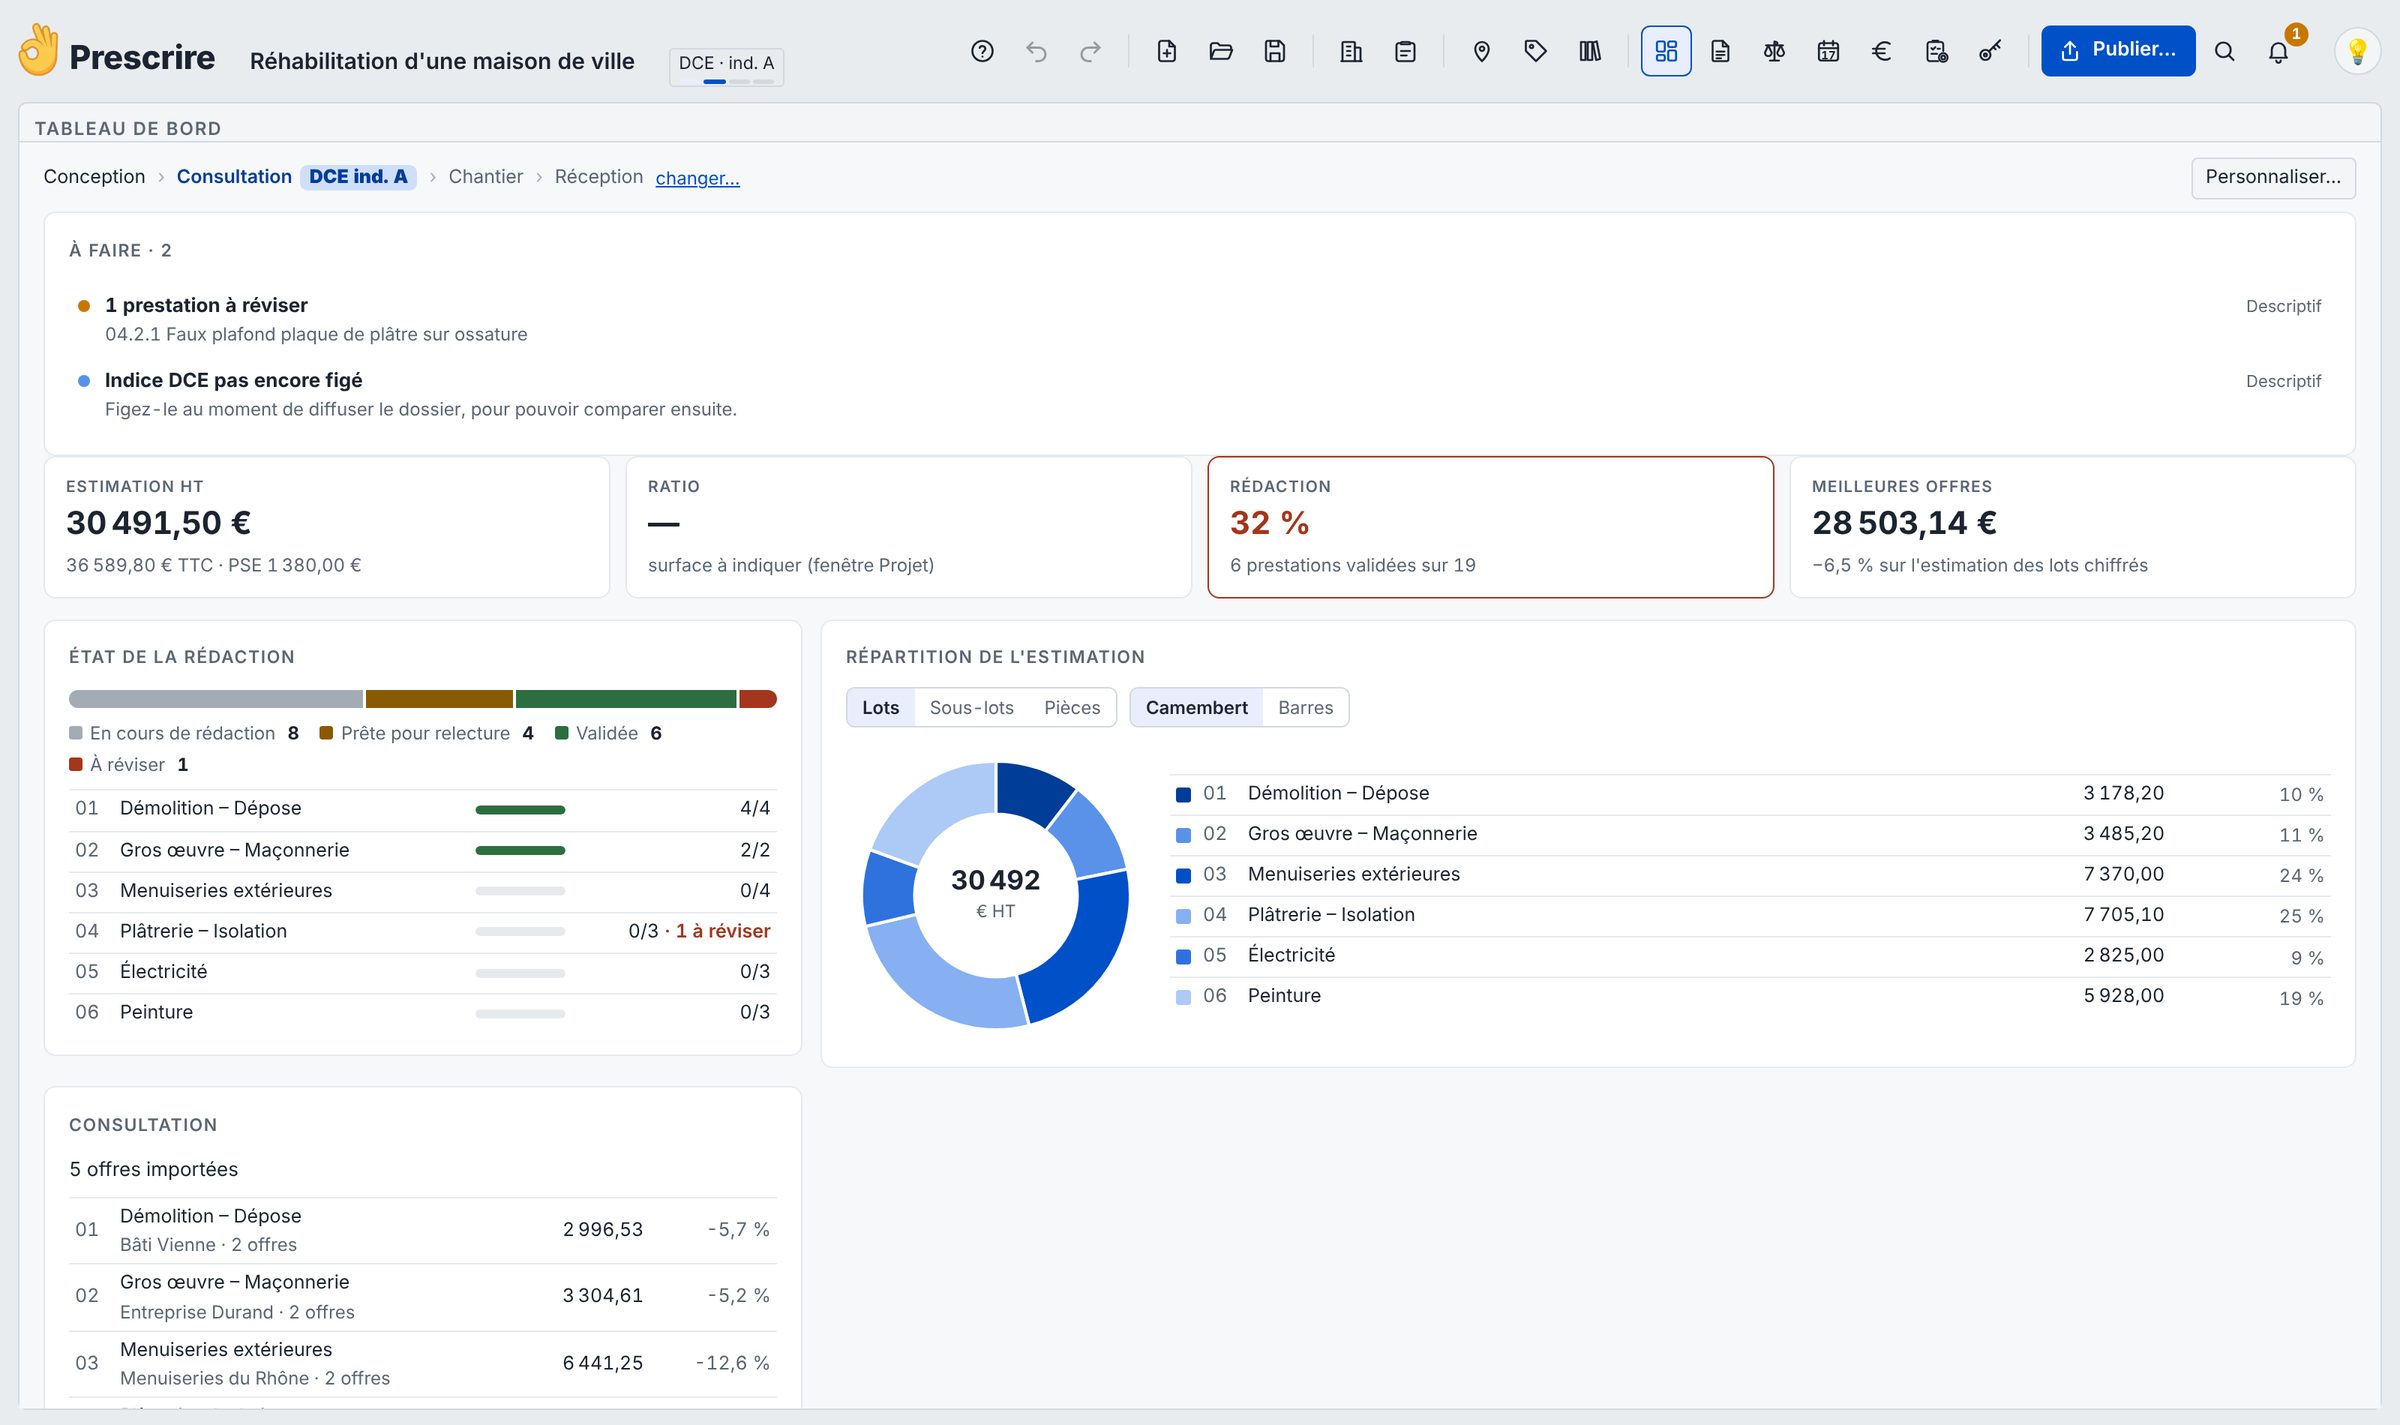 Prescrire
Réhabilitation d'une maison de ville
DCE · ind. A
17
Publier...
1
TABLEAU DE BORD
Conception › Consultation DCE ind. A › Chantier › Réception changer...
Personnaliser...
À FAIRE · 2
1 prestation à réviser
Descriptif
04.2.1 Faux plafond plaque de plâtre sur ossature
Indice DCE pas encore figé
Descriptif
Figez-le au moment de diffuser le dossier, pour pouvoir comparer ensuite.
ESTIMATION HT
30 491,50 €
36 589,80 € TTC · PSE 1 380,00 €
RATIO
—
surface à indiquer (fenêtre Projet)
RÉDACTION
32 %
6 prestations validées sur 19
MEILLEURES OFFRES
28 503,14 €
−6,5 % sur l'estimation des lots chiffrés
ÉTAT DE LA RÉDACTION
En cours de rédaction 8 Prête pour relecture 4 Validée 6
À réviser 1
01 Démolition – Dépose 4/4
02 Gros œuvre – Maçonnerie 2/2
03 Menuiseries extérieures 0/4
04 Plâtrerie – Isolation 0/3 · 1 à réviser
05 Électricité 0/3
06 Peinture 0/3
RÉPARTITION DE L'ESTIMATION
Lots Sous-lots Pièces Camembert Barres
30 492
€ HT
01 Démolition – Dépose 3 178,20 10 %
02 Gros œuvre – Maçonnerie 3 485,20 11 %
03 Menuiseries extérieures 7 370,00 24 %
04 Plâtrerie – Isolation 7 705,10 25 %
05 Électricité 2 825,00 9 %
06 Peinture 5 928,00 19 %
CONSULTATION
5 offres importées
01 Démolition – Dépose 2 996,53 -5,7 %
Bâti Vienne · 2 offres
02 Gros œuvre – Maçonnerie 3 304,61 -5,2 %
Entreprise Durand · 2 offres
03 Menuiseries extérieures 6 441,25 -12,6 %
Menuiseries du Rhône · 2 offres